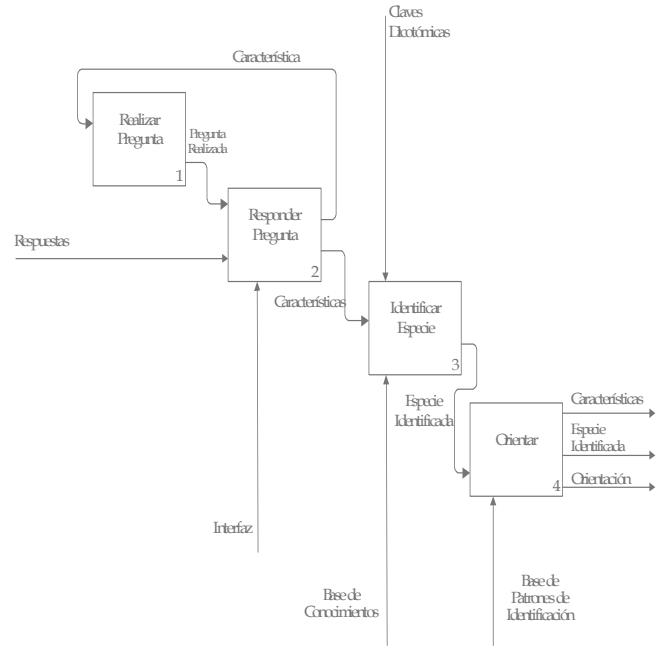 Claves
Dicotómicas
Característica
Realizar
Pregunta
1
Pregunta
Realizada
Responder
Pregunta
2
Respuestas
Características
Identificar
Especie
3
Especie
Identificada
Orientar
4
Características
Especie
Identificada
Orientación
Interfaz
Base de
Conocimientos
Base de
Patrones de
Identificación